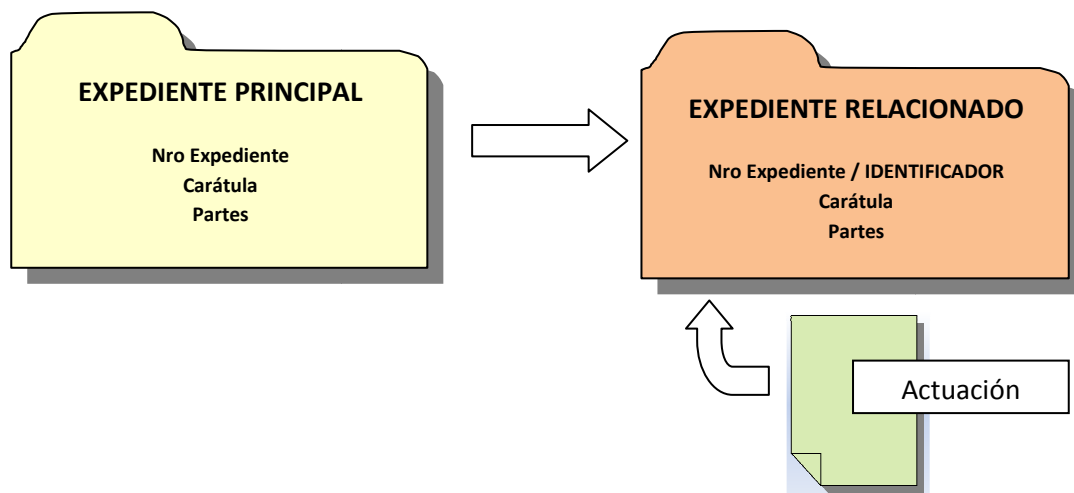 EXPEDIENTE PRINCIPAL
Nro Expediente
Carátula
Partes
EXPEDIENTE RELACIONADO
Nro Expediente / IDENTIFICADOR
Carátula
Partes
Actuación